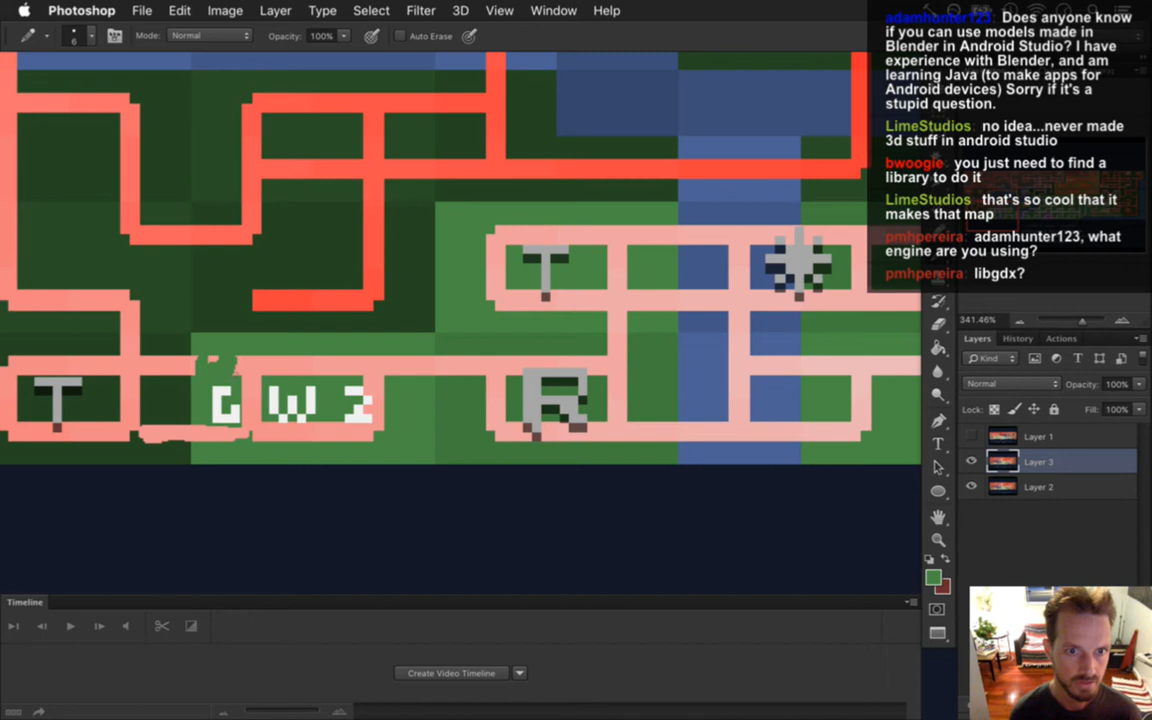 Photoshop File Edit Image Layer Type Select Filter 3D View Window Help
6 Mode: Normal Opacity: 100% Auto Erase
adamhunter123: Does anyone know
if you can use models made in
Blender in Android Studio? I have
experience with Blender, and am
learning Java (to make apps for
Android devices) Sorry if it's a
stupid question.
LimeStudios no idea...never made
3d stuff in android studio
bwoogie: you just need to find a
library to do it
LimeStudios that's so cool that it
makes that map
pmhpereira: adamhunter123, what
engine are you using?
pmhpereira: libgdx?
T
T G W 2 R
341.46%
Layers History Actions
Kind
Normal Opacity: 100%
Lock: Fill: 100%
Layer 1
Layer 3
Layer 2
T
Timeline
Create Video Timeline